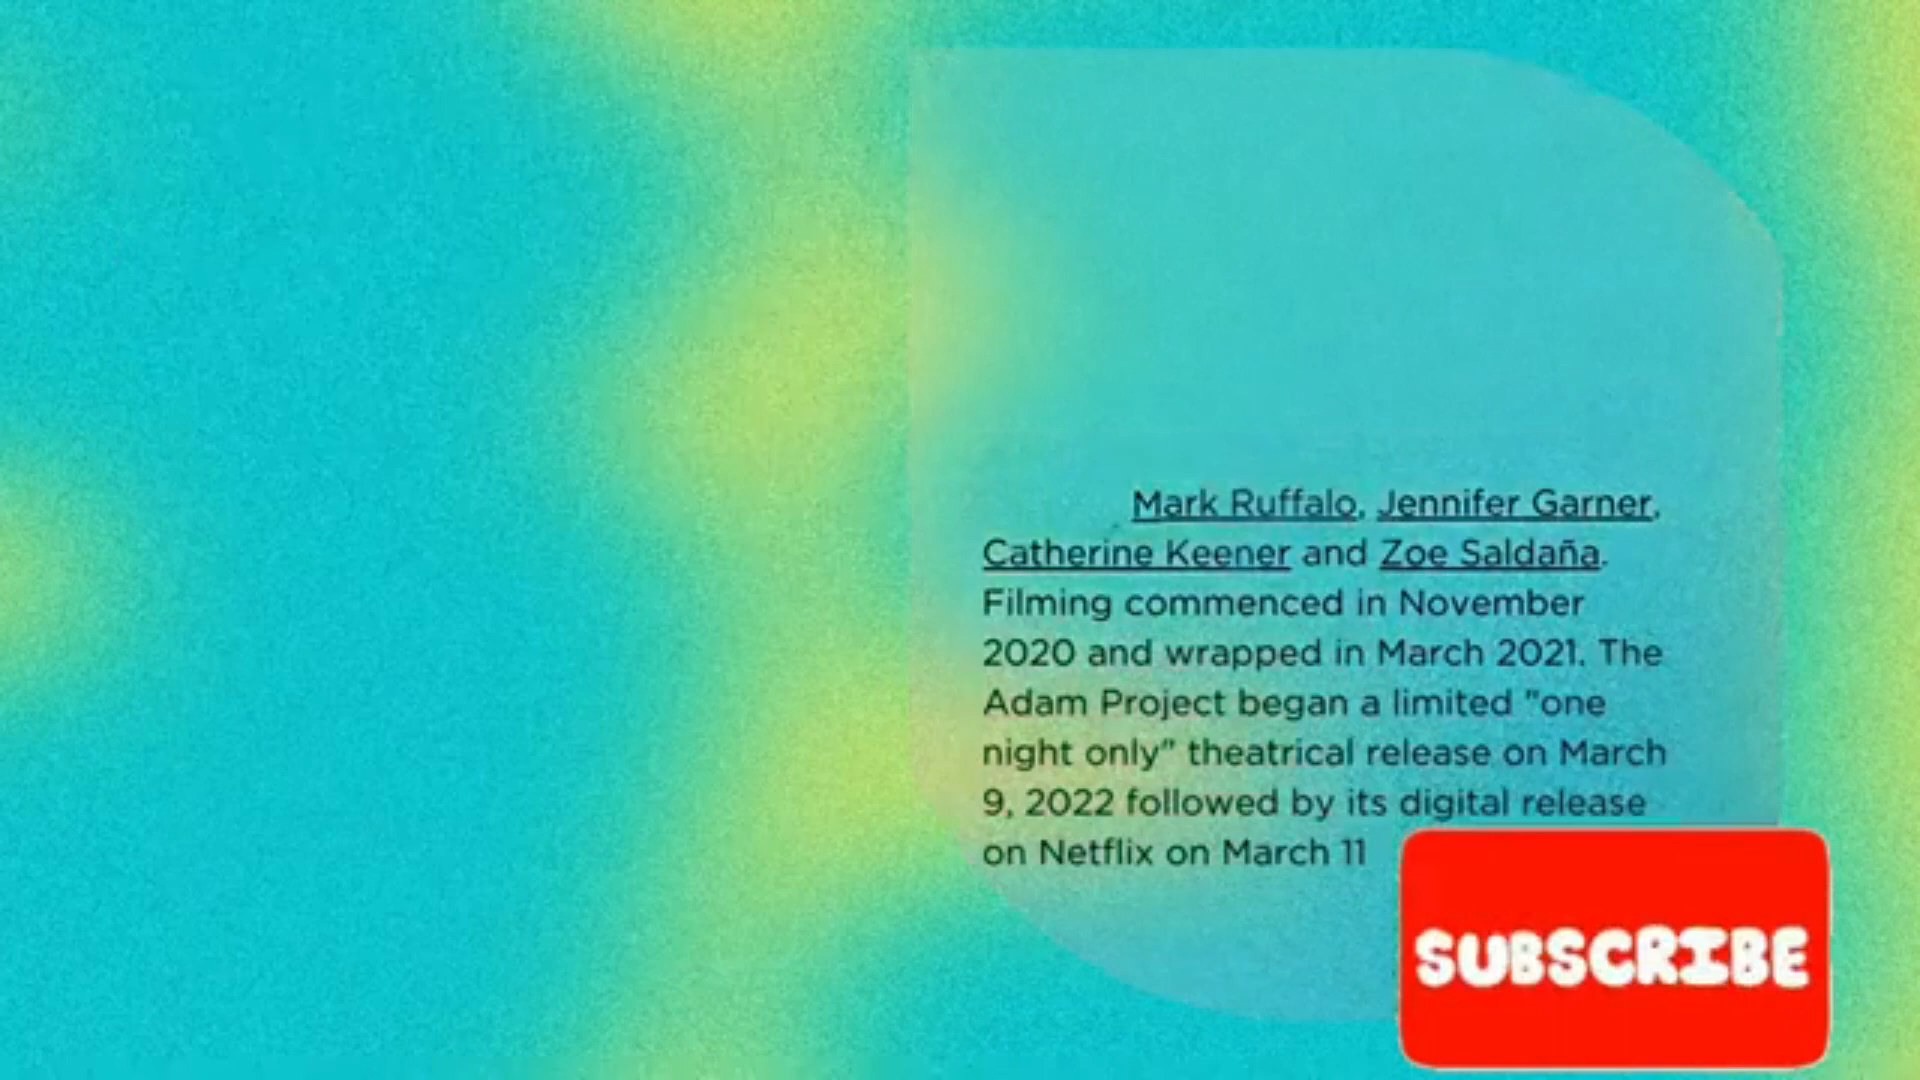 Mark Ruffalo, Jennifer Garner,
Catherine Keener and Zoe Saldaña.
Filming commenced in November
2020 and wrapped in March 2021. The
Adam Project began a limited "one
night only" theatrical release on March
9, 2022 followed by its digital release
on Netflix on March 11
SUBSCRIBE